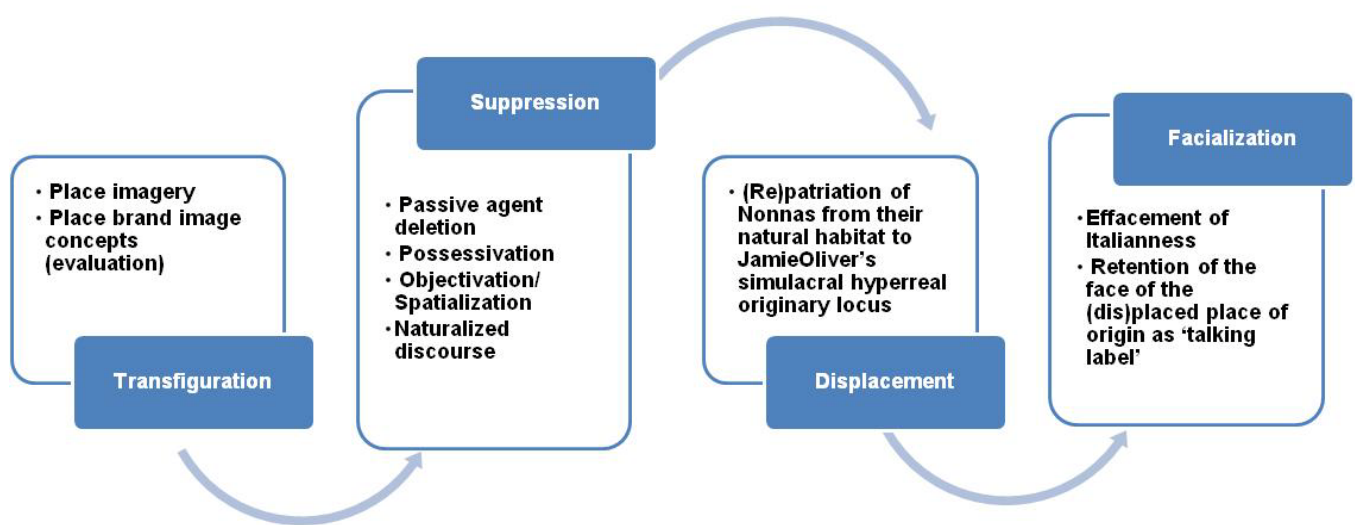 Transfiguration
· Place imagery
· Place brand image
concepts
(evaluation)
Suppression
· Passive agent
deletion
· Possessivation
· Objectivation/
Spatialization
· Naturalized
discourse
Displacement
· (Re)patriation of
Nonnas from their
natural habitat to
JamieOliver's
simulacral hyperreal
originary locus
Facialization
· Effacement of
Italianness
· Retention of the
face of the
(dis)placed place of
origin as ‘talking
label’